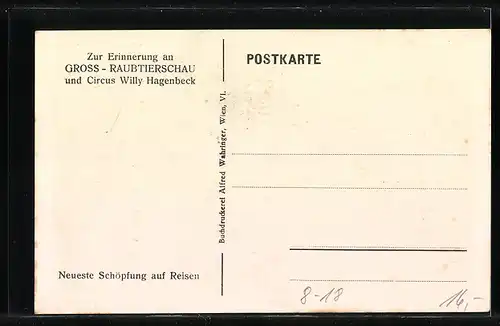 Zur Erinnerung an
GROSS - RAUBTIERSCHAU
und Circus Willy Hagenbeck
Neueste Schöpfung auf Reisen
Buchdruckerei Alfred Wahringer, Wien, VI.
POSTKARTE
8-18
16,-